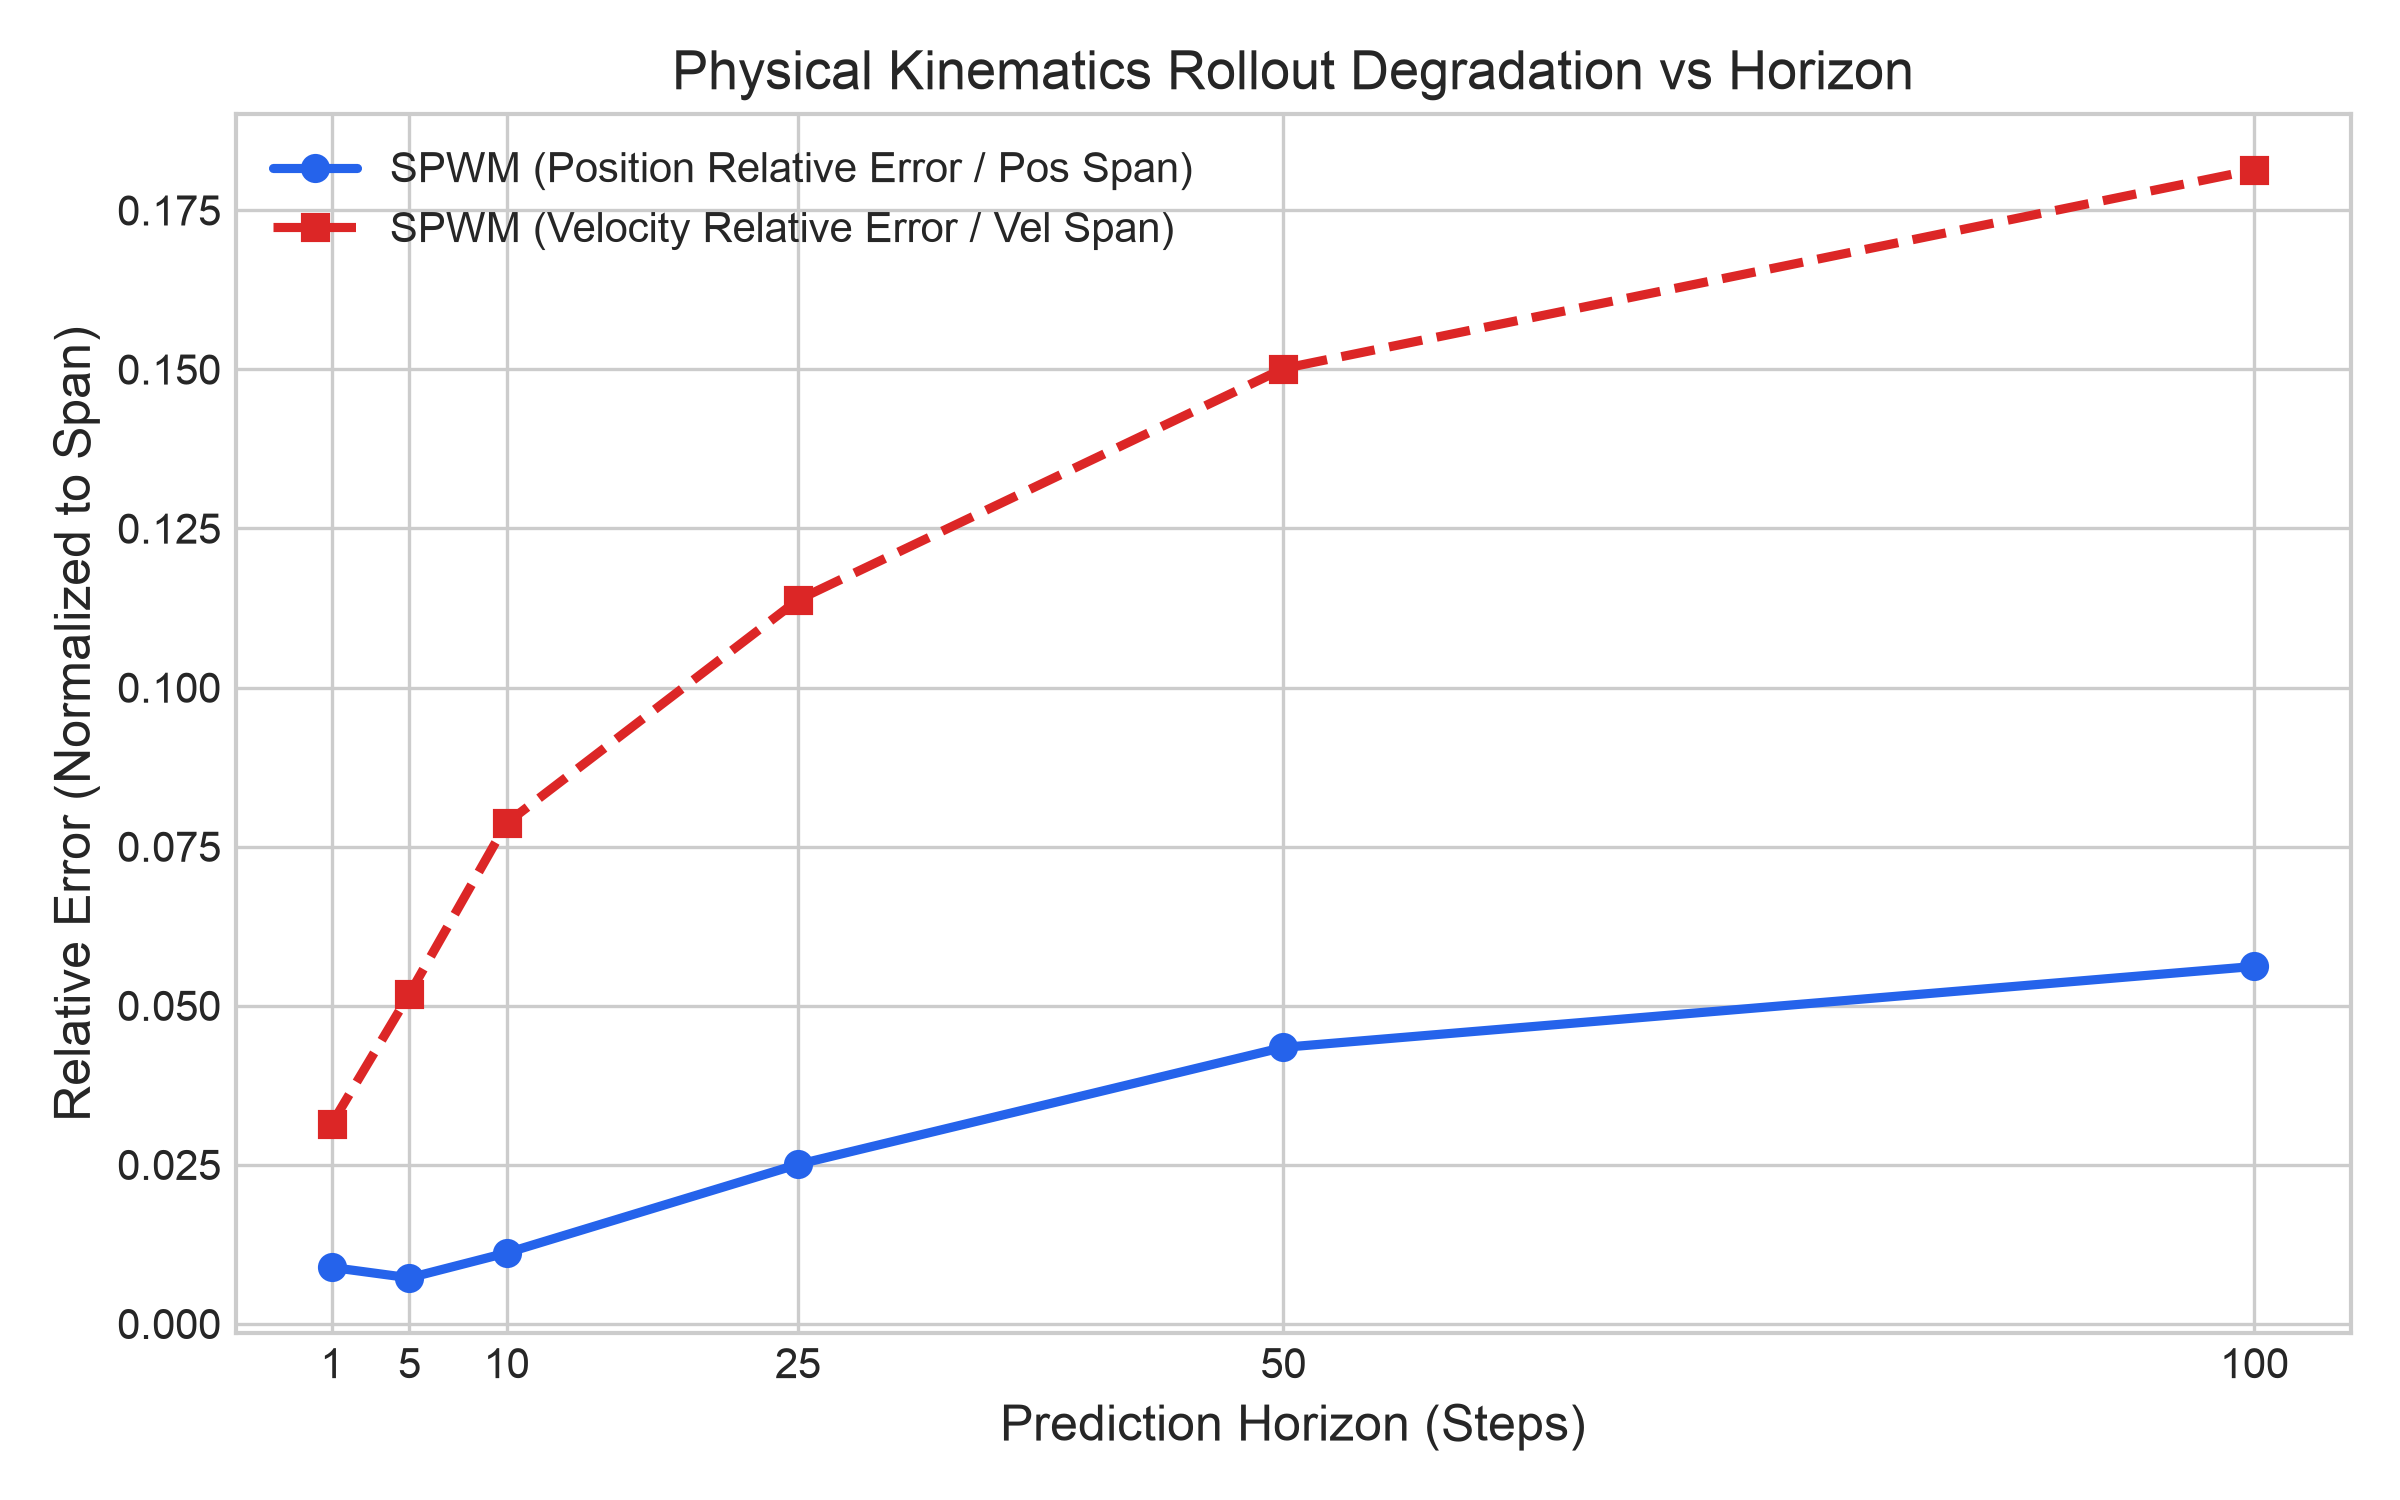 Physical Kinematics Rollout Degradation vs Horizon
SPWM (Position Relative Error / Pos Span)
SPWM (Velocity Relative Error / Vel Span)
Relative Error (Normalized to Span)
0.175
0.150
0.125
0.100
0.075
0.050
0.025
0.000
1 5 10 25 50 100
Prediction Horizon (Steps)